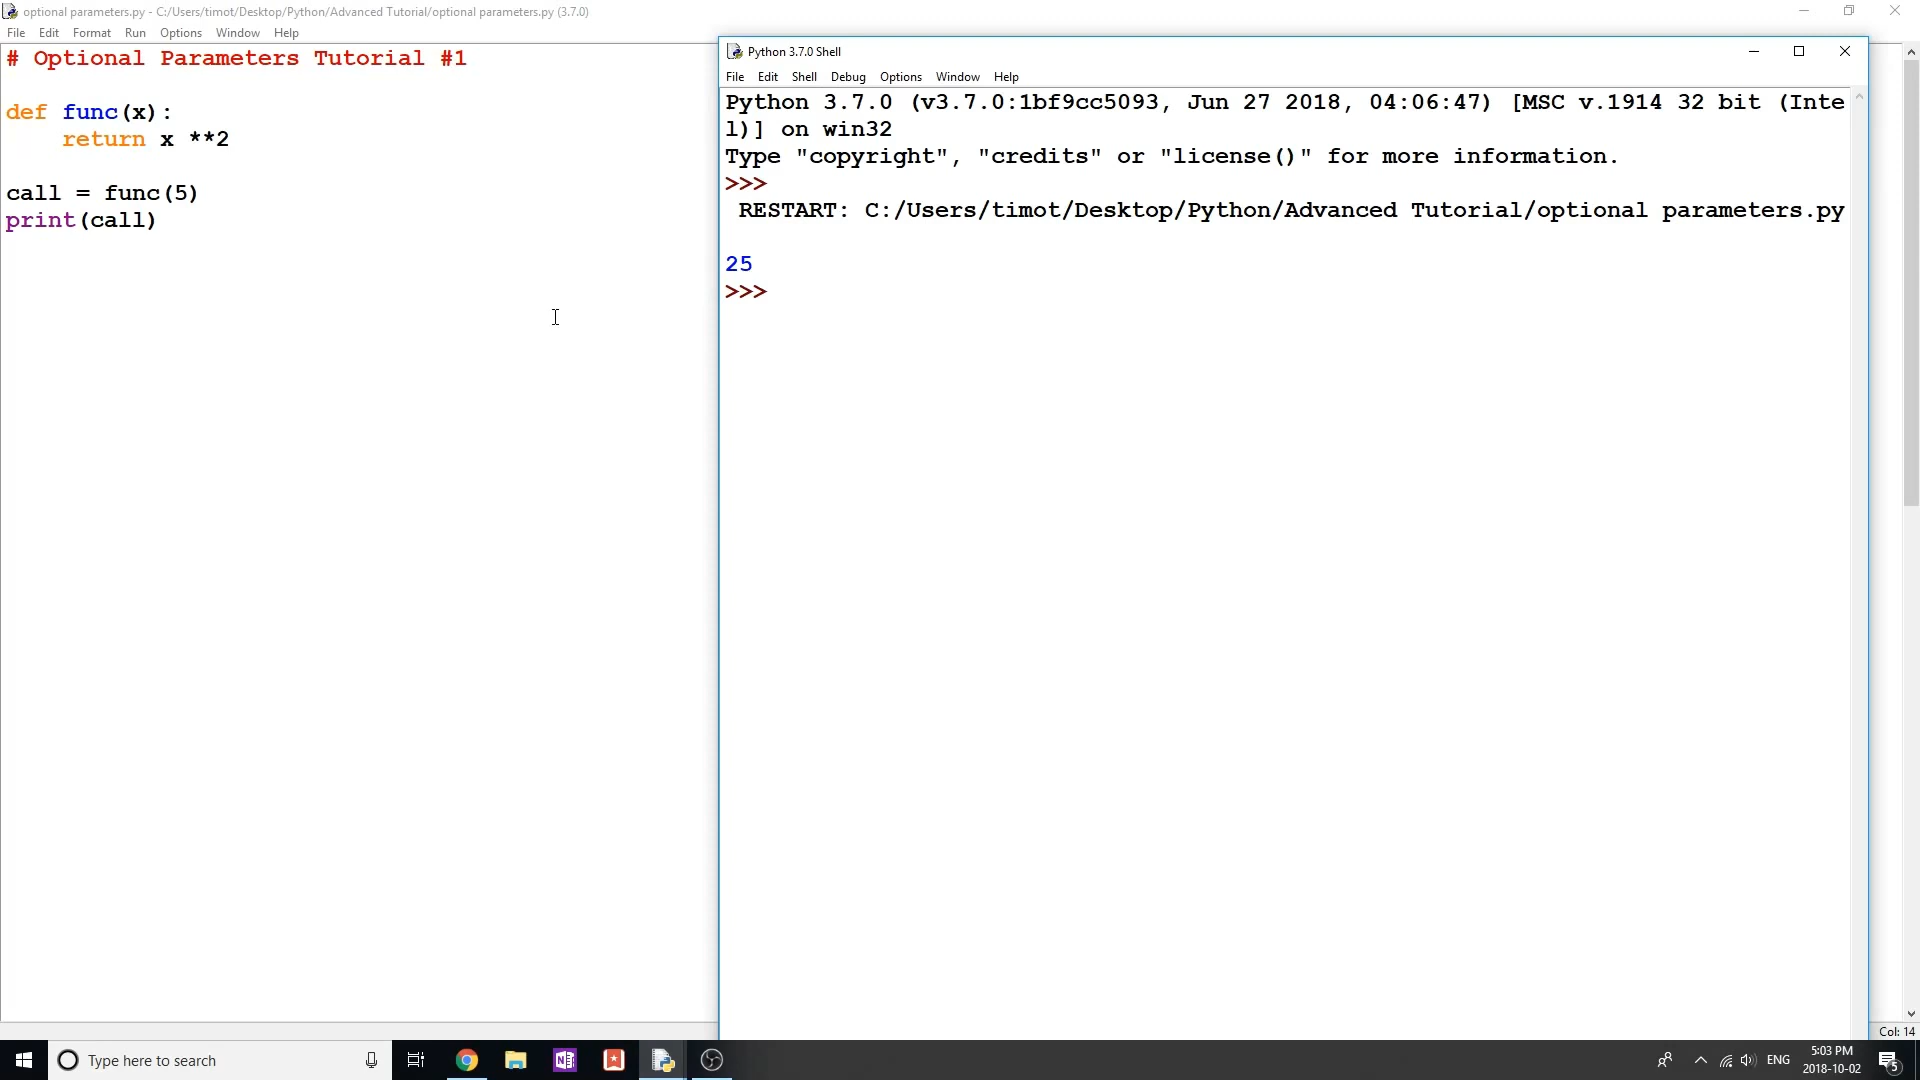 optional parameters.py - C:/Users/timot/Desktop/Python/Advanced Tutorial/optional parameters.py (3.7.0)
File Edit Format Run Options Window Help
# Optional Parameters Tutorial #1
def func(x):
    return x **2
call = func(5)
print(call)
Python 3.7.0 Shell
File Edit Shell Debug Options Window Help
Python 3.7.0 (v3.7.0:1bf9cc5093, Jun 27 2018, 04:06:47) [MSC v.1914 32 bit (Inte
l)] on win32
Type "copyright", "credits" or "license()" for more information.
>>>
RESTART: C:/Users/timot/Desktop/Python/Advanced Tutorial/optional parameters.py
25
>>>
Col: 14
Type here to search
ENG
5:03 PM
2018-10-02
5